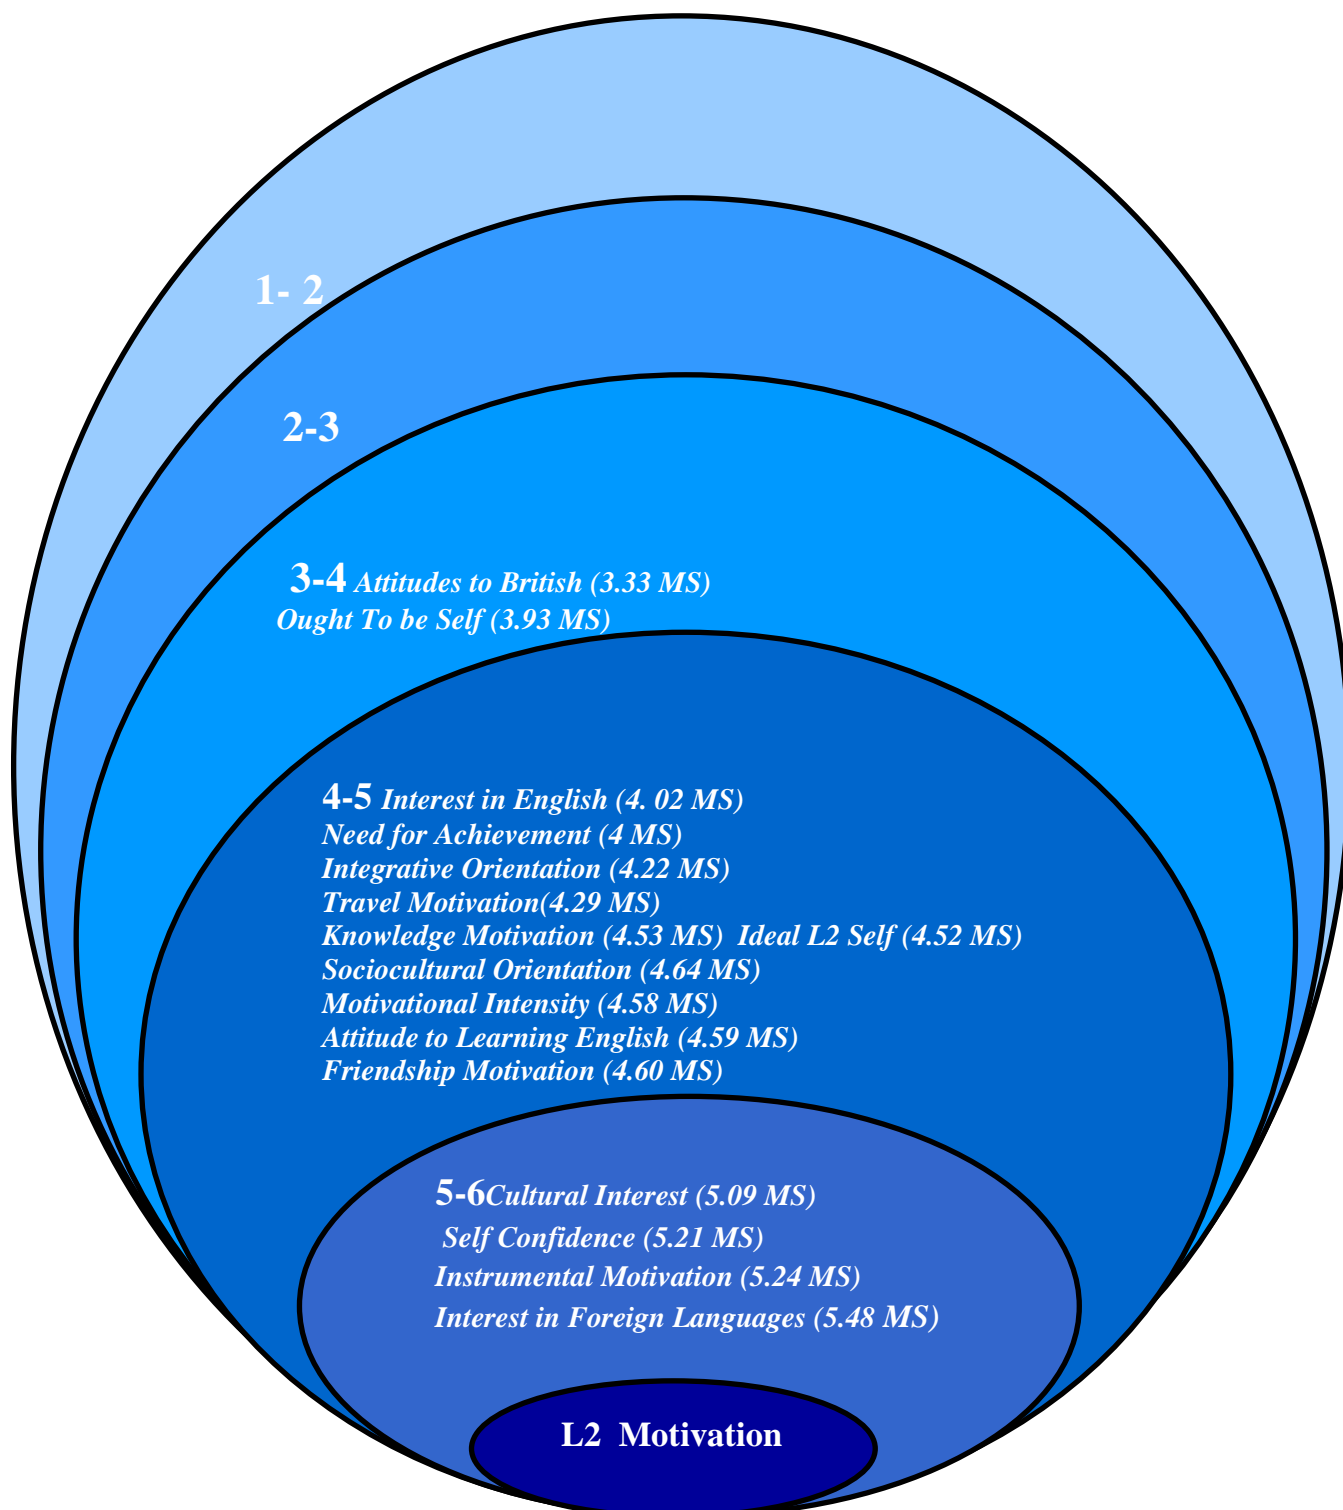 1- 2
2-3
3-4 Attitudes to British (3.33 MS)
Ought To be Self (3.93 MS)
4-5 Interest in English (4. 02 MS)
Need for Achievement (4 MS)
Integrative Orientation (4.22 MS)
Travel Motivation(4.29 MS)
Knowledge Motivation (4.53 MS)  Ideal L2 Self (4.52 MS)
Sociocultural Orientation (4.64 MS)
Motivational Intensity (4.58 MS)
Attitude to Learning English (4.59 MS)
Friendship Motivation (4.60 MS)
5-6Cultural Interest (5.09 MS)
Self Confidence (5.21 MS)
Instrumental Motivation (5.24 MS)
Interest in Foreign Languages (5.48 MS)
L2  Motivation